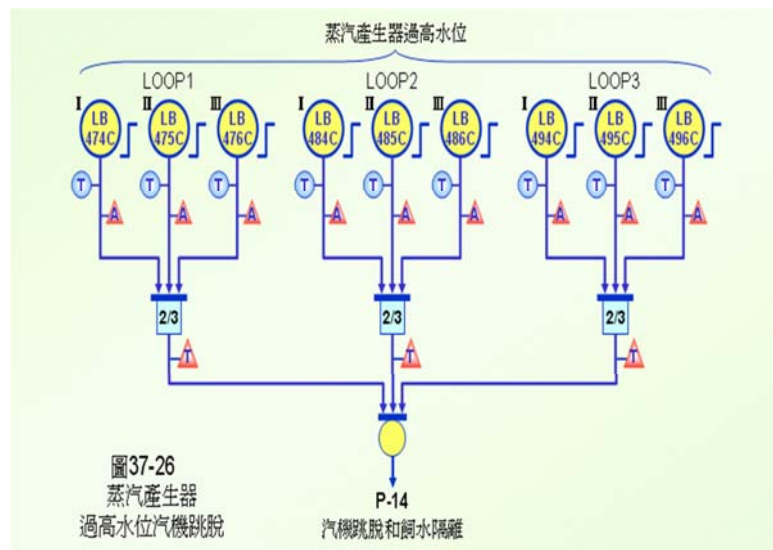 蒸汽產生器過高水位
LOOP1
LOOP2
LOOP3
I
II
III
I
II
III
I
II
III
LB
474C
LB
475C
LB
476C
LB
484C
LB
485C
LB
486C
LB
494C
LB
495C
LB
496C
T
T
T
T
T
T
T
T
T
A
A
A
A
A
A
A
A
A
2/3
2/3
2/3
T
T
T
圖37-26
蒸汽產生器
過高水位汽機跳脫
P-14
汽機跳脫和飼水隔離